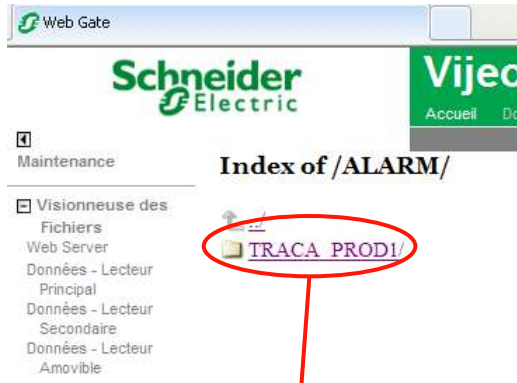 Web Gate
Schneider
Electric
Accueil
Maintenance
Index of /ALARM/
Visionneuse des
Fichiers
../
TRACA_PROD1/
Web Server
Données - Lecteur
Principal
Données - Lecteur
Secondaire
Données - Lecteur
Amovible